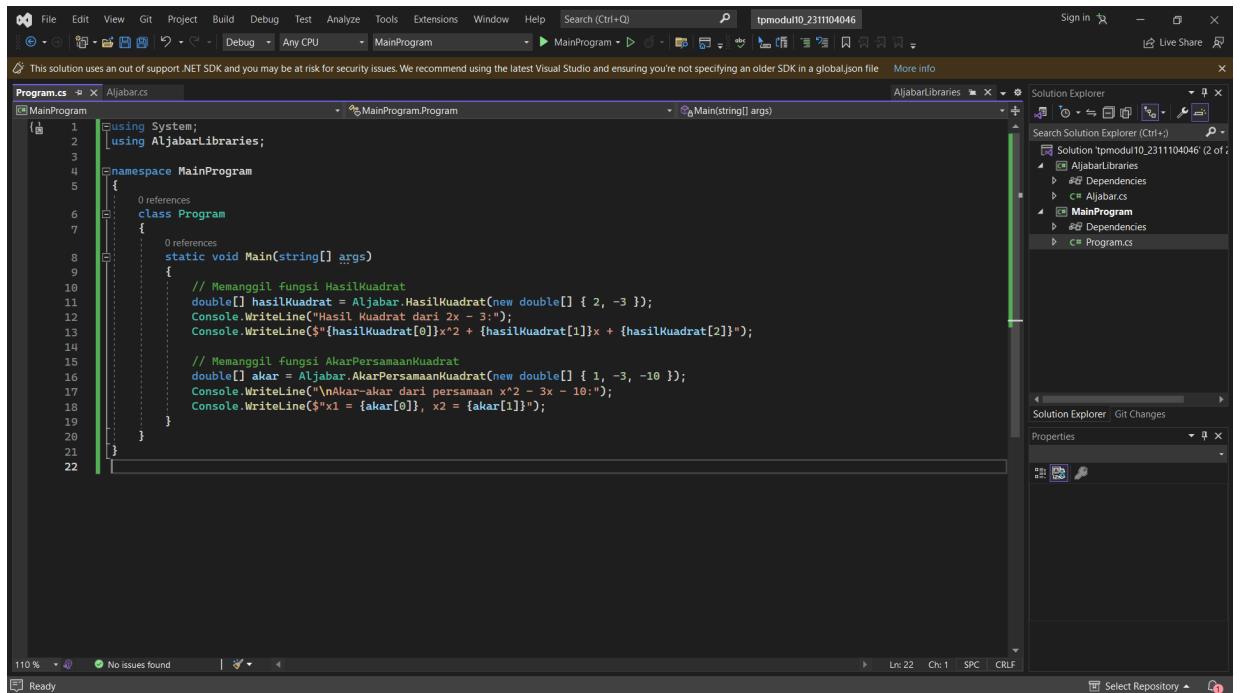 File Edit View Git Project Build Debug Test Analyze Tools Extensions Window Help Search (Ctrl+Q) tpmodul10_2311104046 Sign in
Debug Any CPU MainProgram MainProgram Live Share
This solution uses an out of support .NET SDK and you may be at risk for security issues. We recommend using the latest Visual Studio and ensuring you're not specifying an older SDK in a global.json file More info
Program.cs Aljabar.cs AljabarLibraries
MainProgram MainProgram.Program Main(string[] args)
1 using System;
2 using AljabarLibraries;
3
4 namespace MainProgram
5 {
0 references
6 class Program
7 {
0 references
8 static void Main(string[] args)
9 {
10 // Memanggil fungsi HasilKuadrat
11 double[] hasilKuadrat = Aljabar.HasilKuadrat(new double[] { 2, -3 });
12 Console.WriteLine("Hasil Kuadrat dari 2x - 3:");
13 Console.WriteLine($"{hasilKuadrat[0]}x^2 + {hasilKuadrat[1]}x + {hasilKuadrat[2]}");
14
15 // Memanggil fungsi AkarPersamaanKuadrat
16 double[] akar = Aljabar.AkarPersamaanKuadrat(new double[] { 1, -3, -10 });
17 Console.WriteLine("\nAkar-akar dari persamaan x^2 - 3x - 10:");
18 Console.WriteLine($"x1 = {akar[0]}, x2 = {akar[1]}");
19 }
20 }
21 }
22
110 % No issues found Ln: 22 Ch: 1 SPC CRLF
Solution Explorer
Search Solution Explorer (Ctrl+;)
Solution 'tpmodul10_2311104046' (2 of 2
AljabarLibraries
Dependencies
C# Aljabar.cs
MainProgram
Dependencies
C# Program.cs
Solution Explorer Git Changes
Properties
Ready Select Repository 1